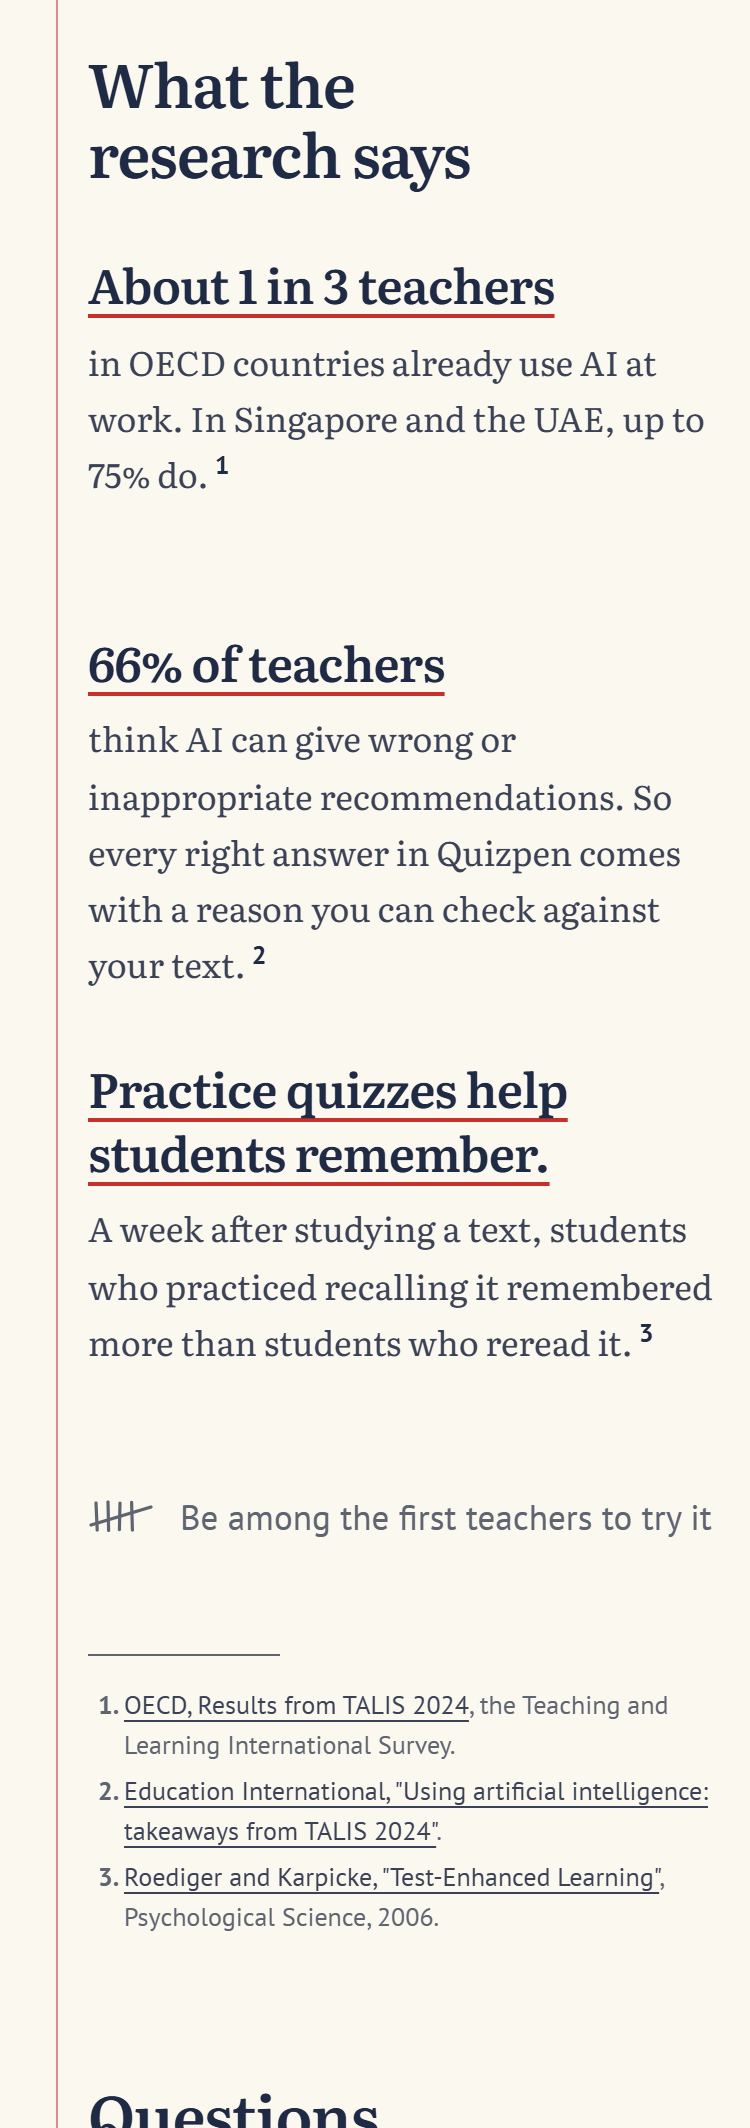 What the
research says
About 1 in 3 teachers
in OECD countries already use AI at
work. In Singapore and the UAE, up to
75% do. 1
66% of teachers
think AI can give wrong or
inappropriate recommendations. So
every right answer in Quizpen comes
with a reason you can check against
your text. 2
Practice quizzes help
students remember.
A week after studying a text, students
who practiced recalling it remembered
more than students who reread it. 3
Be among the first teachers to try it
1. OECD, Results from TALIS 2024, the Teaching and
Learning International Survey.
2. Education International, "Using artificial intelligence:
takeaways from TALIS 2024".
3. Roediger and Karpicke, "Test-Enhanced Learning",
Psychological Science, 2006.
Questions